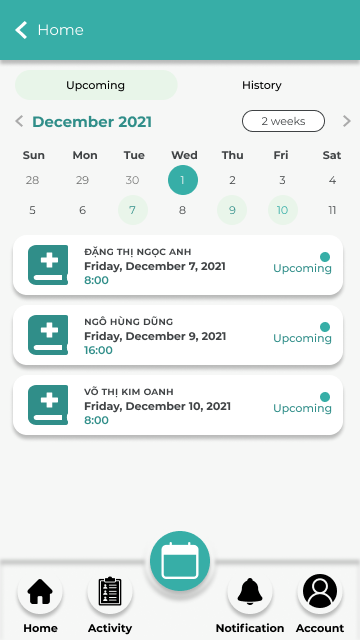 Home
Upcoming History
December 2021 2 weeks
Sun Mon Tue Wed Thu Fri Sat
28 29 30 1 2 3 4
5 6 7 8 9 10 11
ĐẶNG THỊ NGỌC ANH
Friday, December 7, 2021
Upcoming
8:00
NGÔ HÙNG DŨNG
Friday, December 9, 2021
Upcoming
16:00
VÕ THỊ KIM OANH
Friday, December 10, 2021
Upcoming
8:00
Home Activity Notification Account